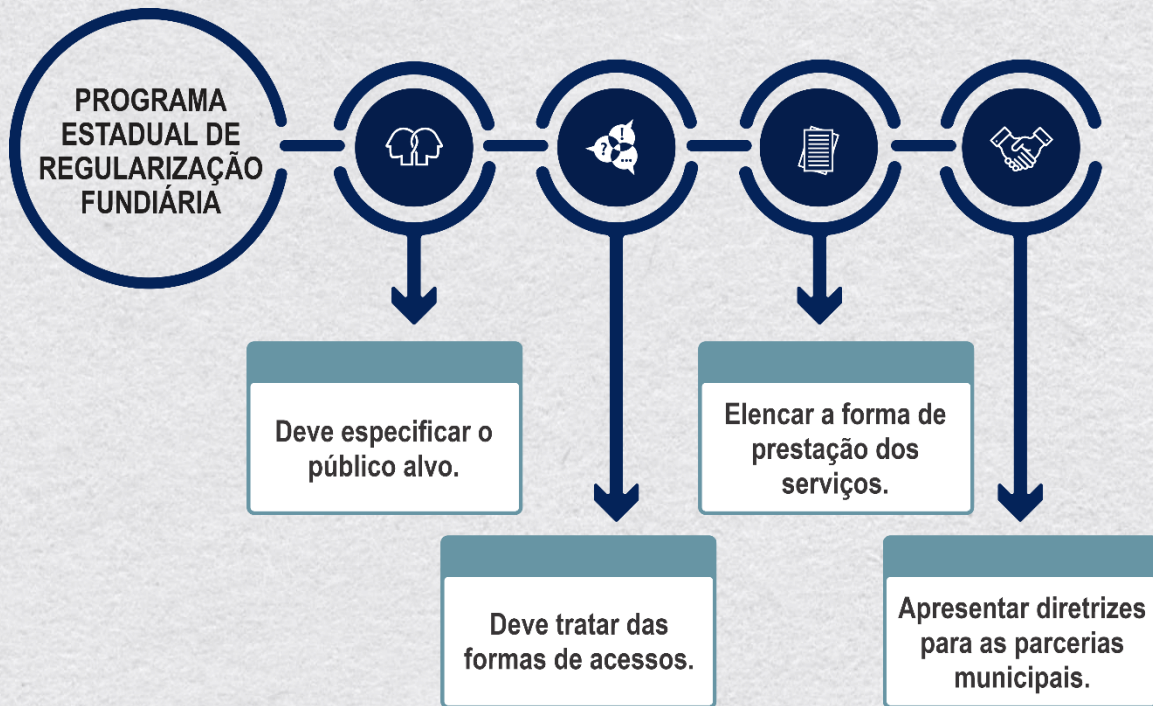 PROGRAMA
ESTADUAL DE
REGULARIZAÇÃO
FUNDIÁRIA
?
!
...
Deve especificar o
público alvo.
Deve tratar das
formas de acessos.
Elencar a forma de
prestação dos
serviços.
Apresentar diretrizes
para as parcerias
municipais.